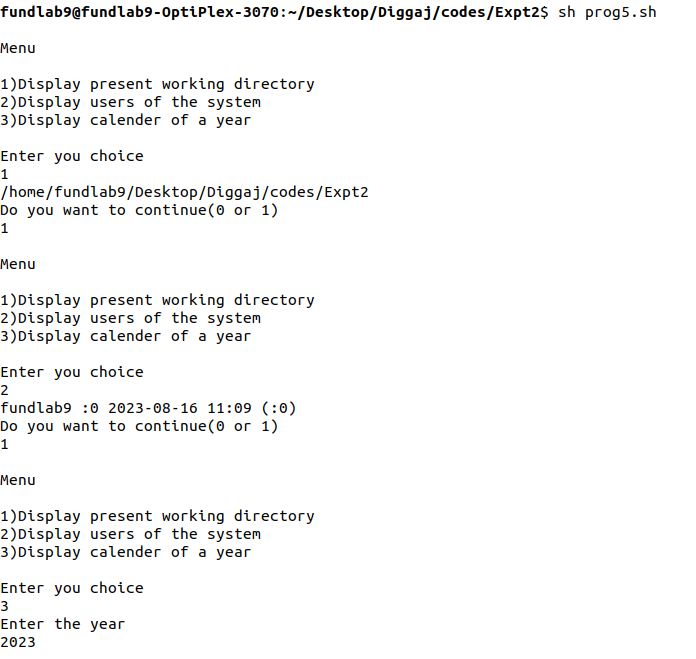 fundlab9@fundlab9-OptiPlex-3070:~/Desktop/Diggaj/codes/Expt2$ sh prog5.sh
Menu
1)Display present working directory
2)Display users of the system
3)Display calender of a year
Enter you choice
1
/home/fundlab9/Desktop/Diggaj/codes/Expt2
Do you want to continue(0 or 1)
1
Menu
1)Display present working directory
2)Display users of the system
3)Display calender of a year
Enter you choice
2
fundlab9 :0 2023-08-16 11:09 (:0)
Do you want to continue(0 or 1)
1
Menu
1)Display present working directory
2)Display users of the system
3)Display calender of a year
Enter you choice
3
Enter the year
2023